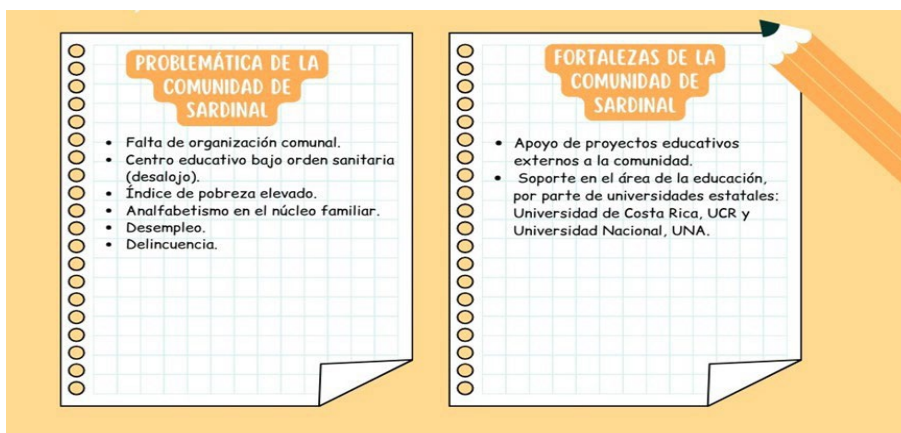 PROBLEMÁTICA DE LA
COMUNIDAD DE
SARDINAL
• Falta de organización comunal.
• Centro educativo bajo orden sanitaria
(desalojo).
• Índice de pobreza elevado.
• Analfabetismo en el núcleo familiar.
• Desempleo.
• Delincuencia.
FORTALEZAS DE LA
COMUNIDAD DE
SARDINAL
• Apoyo de proyectos educativos
externos a la comunidad.
• Soporte en el área de la educación,
por parte de universidades estatales:
Universidad de Costa Rica, UCR y
Universidad Nacional, UNA.